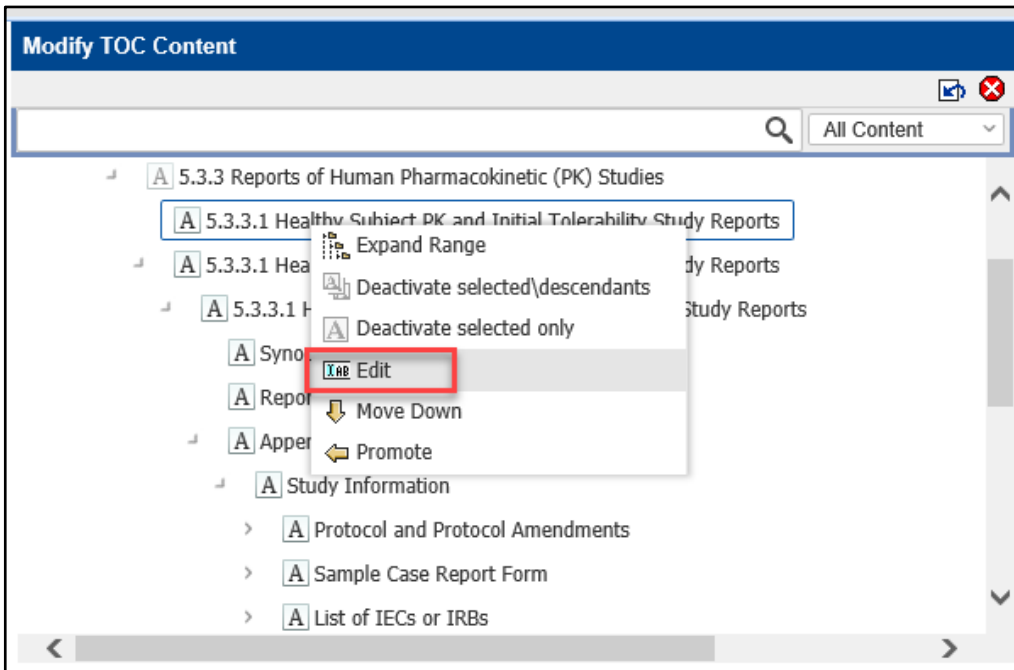 Modify TOC Content
All Content
A 5.3.3 Reports of Human Pharmacokinetic (PK) Studies
A 5.3.3.1 Healthy Subject PK and Initial Tolerability Study Reports
Expand Range
A 5.3.3.1 Hea dy Reports
Deactivate selected\descendants
A 5.3.3.1 H Study Reports
A Deactivate selected only
A Syno
IAB Edit
A Repor
Move Down
A Apper
Promote
A Study Information
A Protocol and Protocol Amendments
A Sample Case Report Form
A List of IECs or IRBs